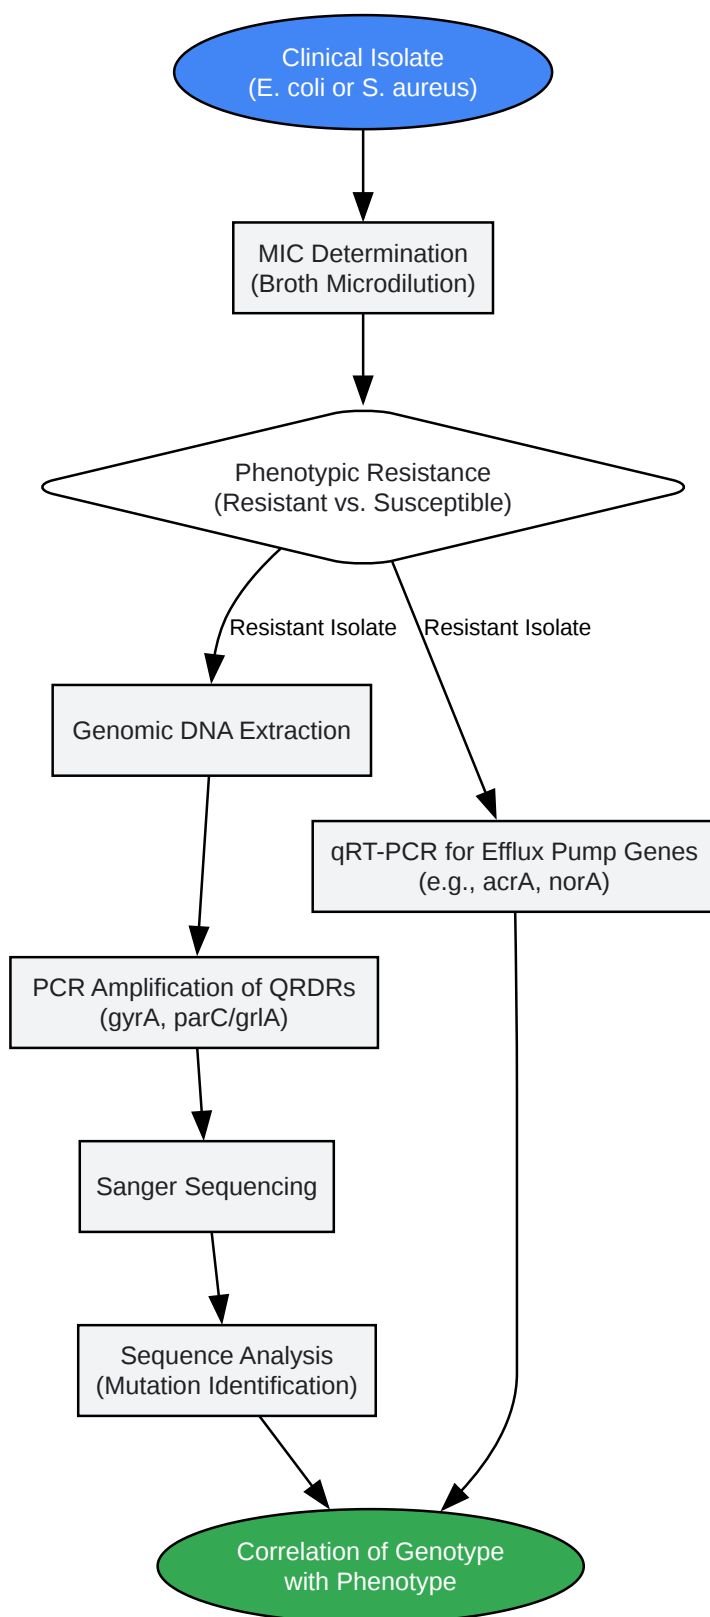 Clinical Isolate
(E. coli or S. aureus)
MIC Determination
(Broth Microdilution)
Phenotypic Resistance
(Resistant vs. Susceptible)
Resistant Isolate
Resistant Isolate
Genomic DNA Extraction
qRT-PCR for Efflux Pump Genes
(e.g., acrA, norA)
PCR Amplification of QRDRs
(gyrA, parC/grlA)
Sanger Sequencing
Sequence Analysis
(Mutation Identification)
Correlation of Genotype
with Phenotype